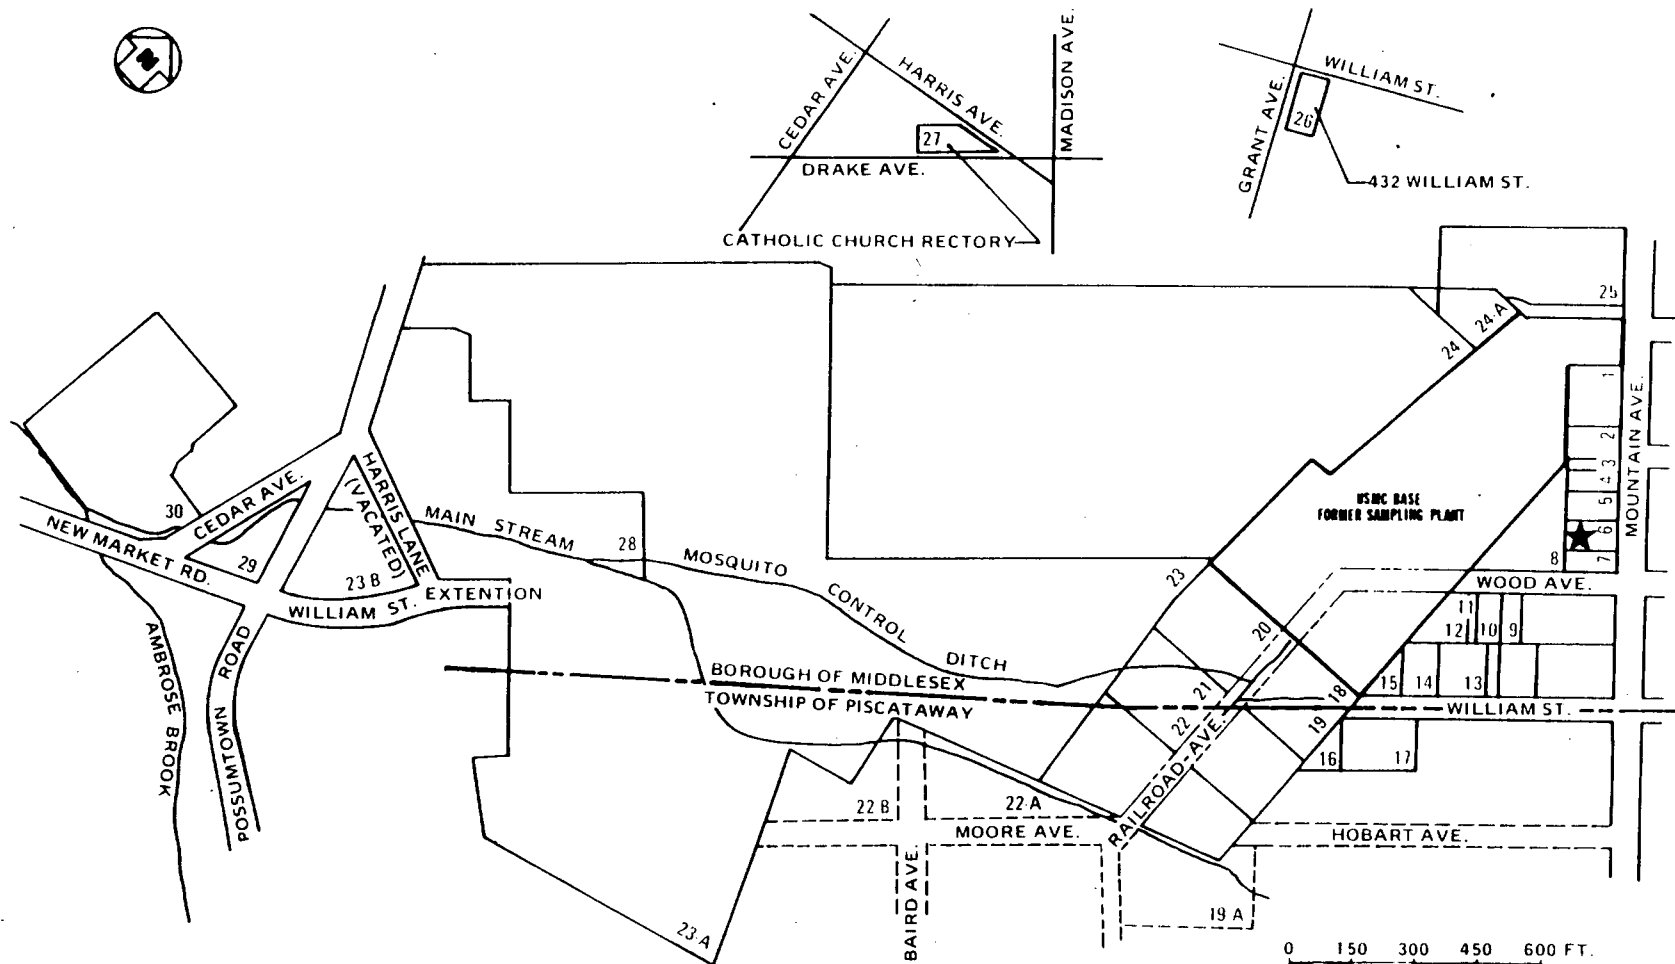 N
CEDAR AVE.
HARRIS AVE.
MADISON AVE.
27
DRAKE AVE.
CATHOLIC CHURCH RECTORY
WILLIAM ST.
GRANT AVE.
26
432 WILLIAM ST.
25
24-A
24
1
2
3
4
5
6
7
8
MOUNTAIN AVE.
USMC BASE
FORMER SAMPLING PLANT
30
CEDAR AVE.
HARRIS LANE
(VACATED)
NEW MARKET RD.
29
23 B
WILLIAM ST. EXTENTION
MAIN STREAM
28
MOSQUITO CONTROL DITCH
23
WOOD AVE.
20
11
12
10
9
AMBROSE BROOK
POSSUMTOWN ROAD
BOROUGH OF MIDDLESEX
TOWNSHIP OF PISCATAWAY
21
22
18
19
15
14
13
WILLIAM ST.
16
17
RAILROAD-AVE.
22 B
22-A
MOORE AVE.
HOBART AVE.
BAIRD AVE.
23-A
19 A
0 150 300 450 600 FT.